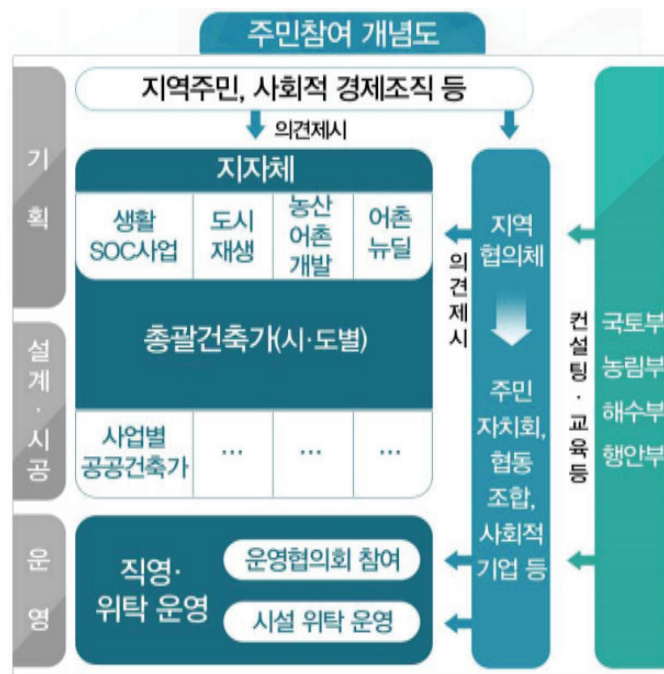 주민참여 개념도
지역주민, 사회적 경제조직 등
의견제시
기획
지자체
생활
SOC사업
도시
재생
농산
어촌
개발
어촌
뉴딜
총괄건축가(시·도별)
설계·시공
사업별
공공건축가
...
...
...
운영
직영·
위탁 운영
운영협의회 참여
시설 위탁 운영
의견제시
지역
협의체
주민
자치회,
협동
조합,
사회적
기업 등
컨설팅·교육등
국토부
농림부
해수부
행안부